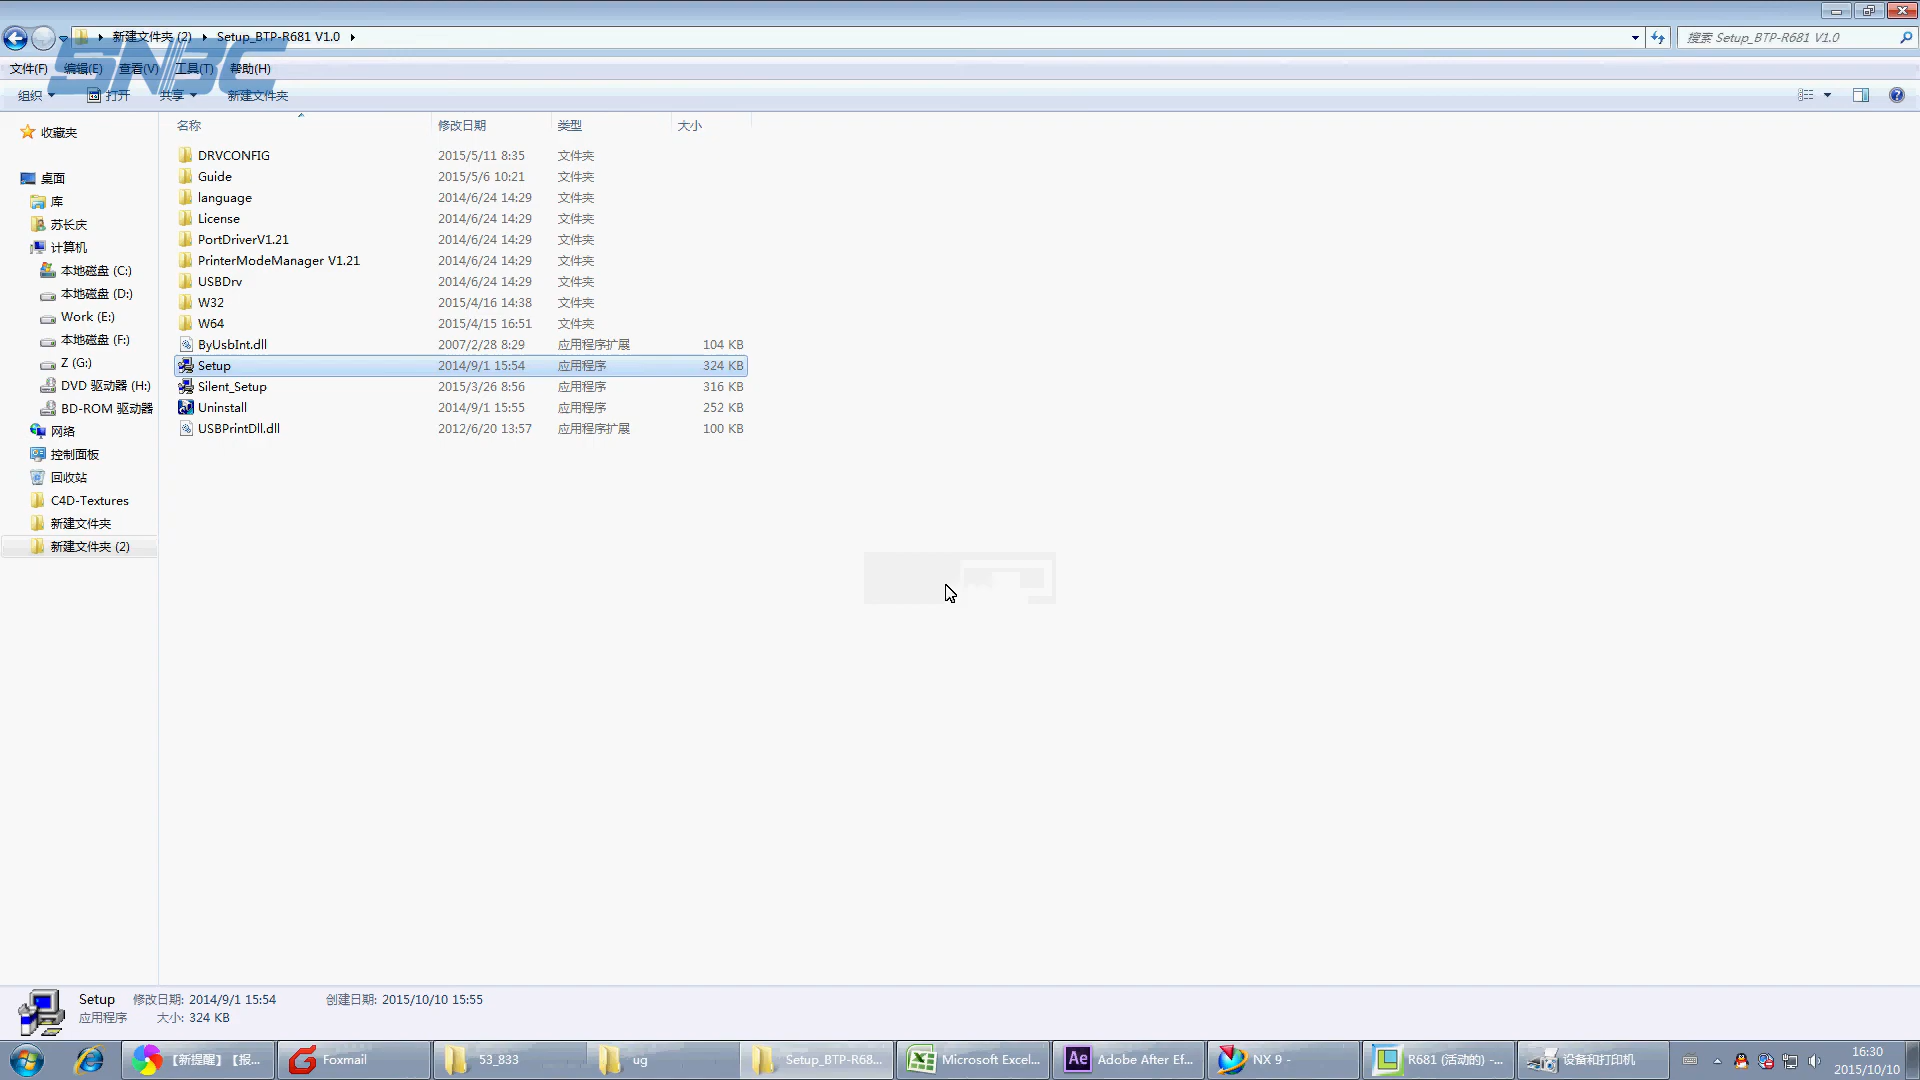 新建文件夹 (2) Setup_BTP-R681 V1.0
搜索 Setup_BTP-R681 V1.0
SNBC
文件(F) 编辑(E) 查看(V) 工具(T) 帮助(H)
组织 打开 共享 新建文件夹
名称 修改日期 类型 大小
收藏夹
桌面
库
苏长庆
计算机
本地磁盘 (C:)
本地磁盘 (D:)
Work (E:)
本地磁盘 (F:)
Z (G:)
DVD 驱动器 (H:)
BD-ROM 驱动器
网络
控制面板
回收站
C4D-Textures
新建文件夹
新建文件夹 (2)
DRVCONFIG 2015/5/11 8:35 文件夹
Guide 2015/5/6 10:21 文件夹
language 2014/6/24 14:29 文件夹
License 2014/6/24 14:29 文件夹
PortDriverV1.21 2014/6/24 14:29 文件夹
PrinterModeManager V1.21 2014/6/24 14:29 文件夹
USBDrv 2014/6/24 14:29 文件夹
W32 2015/4/16 14:38 文件夹
W64 2015/4/15 16:51 文件夹
ByUsbInt.dll 2007/2/28 8:29 应用程序扩展 104 KB
Setup 2014/9/1 15:54 应用程序 324 KB
Silent_Setup 2015/3/26 8:56 应用程序 316 KB
Uninstall 2014/9/1 15:55 应用程序 252 KB
USBPrintDll.dll 2012/6/20 13:57 应用程序扩展 100 KB
Setup 修改日期: 2014/9/1 15:54 创建日期: 2015/10/10 15:55
应用程序 大小: 324 KB
【新提醒】【报... Foxmail 53_833 ug Setup_BTP-R68... Microsoft Excel... Ae Adobe After Ef... NX 9 - R681 (活动的) -... 设备和打印机
16:30
2015/10/10